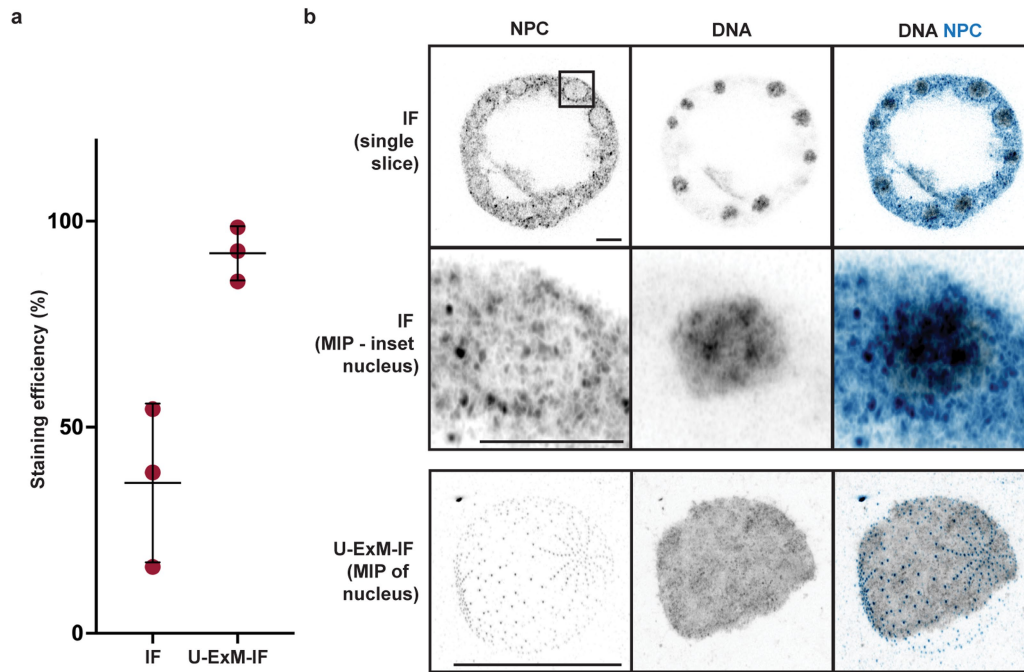 a
Staining efficiency (%)
100
50
0
IF
U-ExM-IF
b
NPC
DNA
DNA NPC
IF
(single
slice)
IF
(MIP - inset
nucleus)
U-ExM-IF
(MIP of
nucleus)